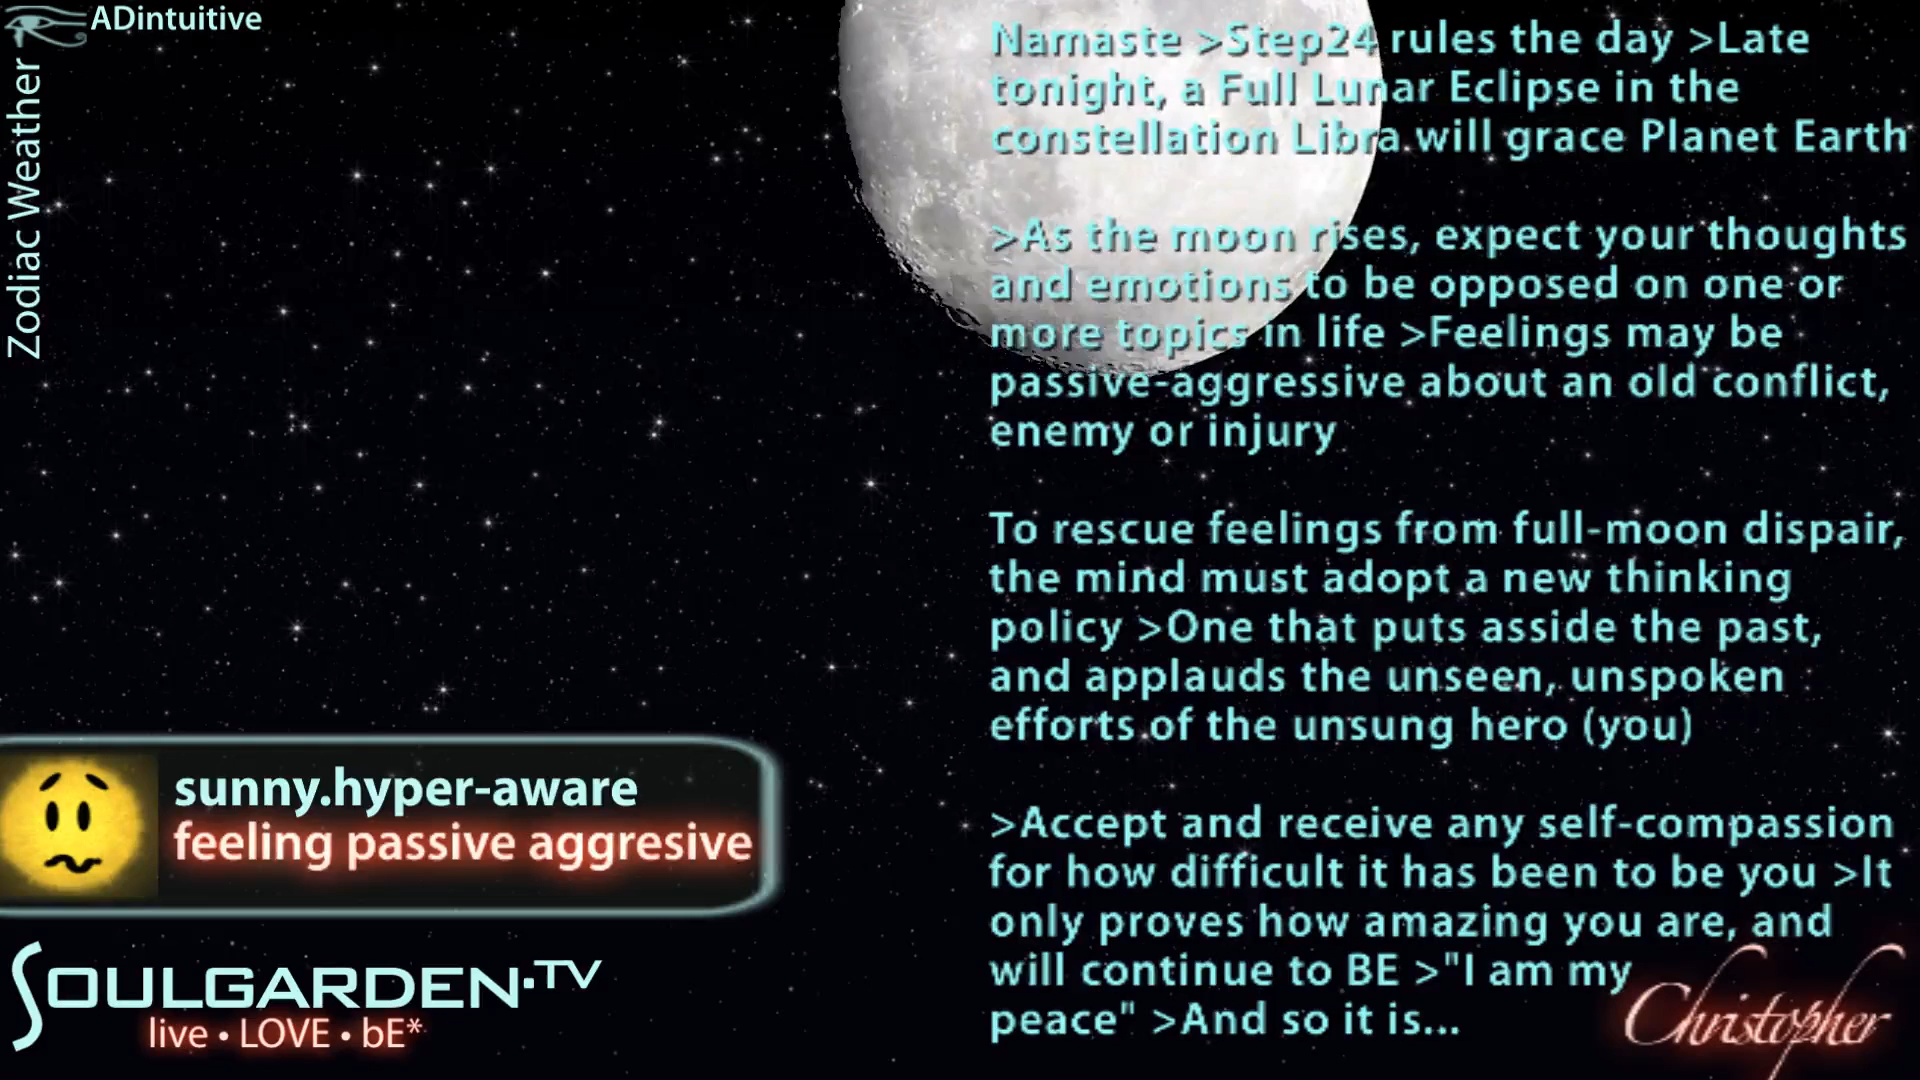 ADintuitive
Zodiac Weather
Namaste >Step24 rules the day >Late
tonight, a Full Lunar Eclipse in the
constellation Libra will grace Planet Earth
>As the moon rises, expect your thoughts
and emotions to be opposed on one or
more topics in life >Feelings may be
passive-aggressive about an old conflict,
enemy or injury
To rescue feelings from full-moon dispair,
the mind must adopt a new thinking
policy >One that puts asside the past,
and applauds the unseen, unspoken
efforts of the unsung hero (you)
>Accept and receive any self-compassion
for how difficult it has been to be you >It
only proves how amazing you are, and
will continue to BE >"I am my
peace" >And so it is...
Christopher
sunny.hyper-aware
feeling passive aggresive
SOULGARDEN.TV
live • LOVE • bE*